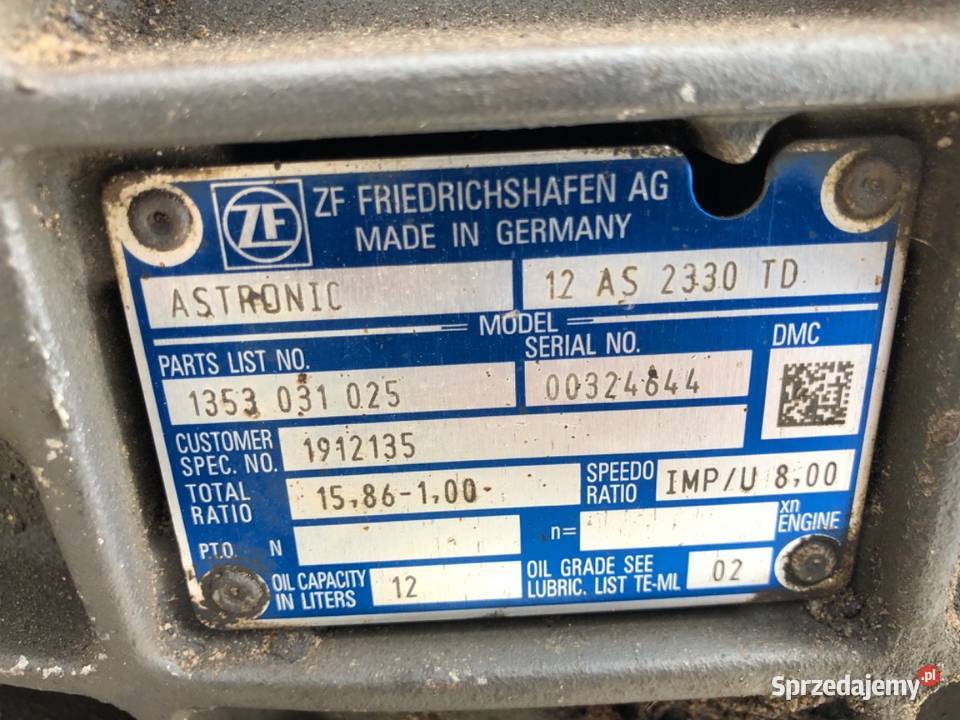 ZF ZF FRIEDRICHSHAFEN AG
MADE IN GERMANY
ASTRONIC 12 AS 2330 TD
MODEL
PARTS LIST NO. SERIAL NO. DMC
1353 031 025 00324644
CUSTOMER SPEC. NO. 1912135
TOTAL RATIO 15,86-1,00 SPEEDO RATIO IMP/U 8,00
P.T.O. N n= xn ENGINE
OIL CAPACITY IN LITERS 12 OIL GRADE SEE LUBRIC. LIST TE-ML 02
Sprzedajemy.pl